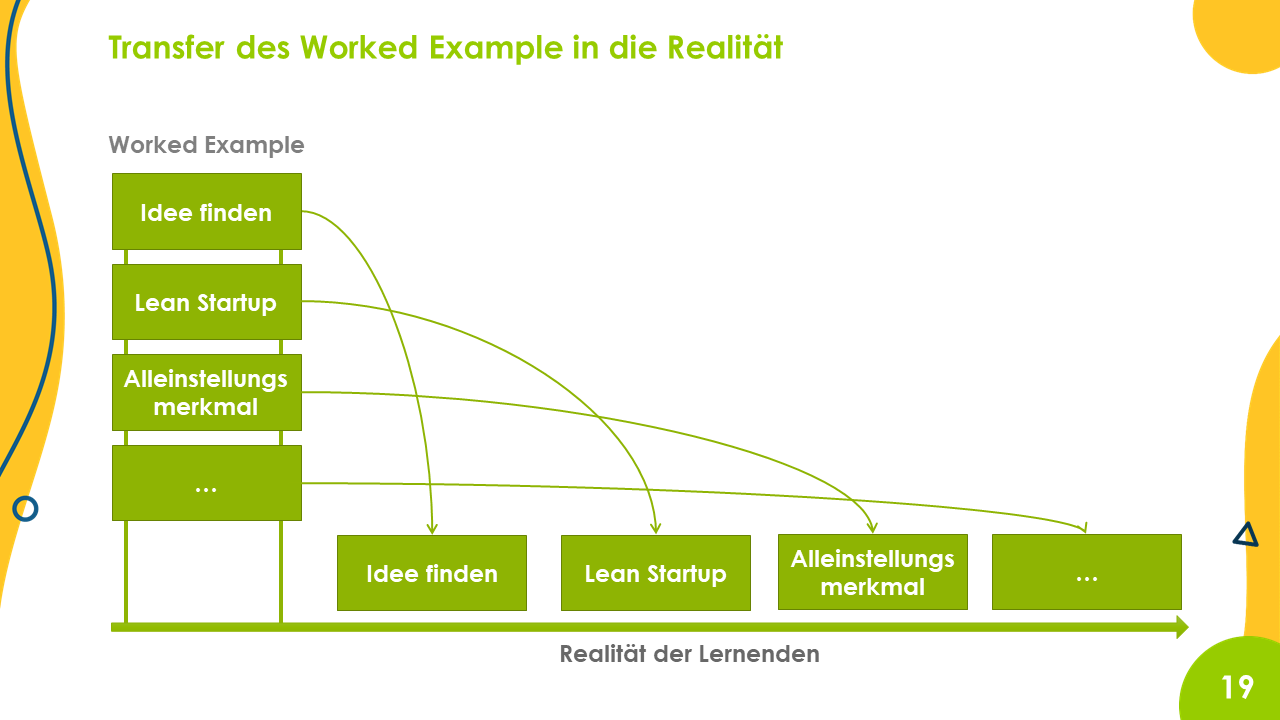 Transfer des Worked Example in die Realität
Worked Example
Idee finden
Lean Startup
Alleinstellungs
merkmal
...
Idee finden
Lean Startup
Alleinstellungs
merkmal
...
Realität der Lernenden
19